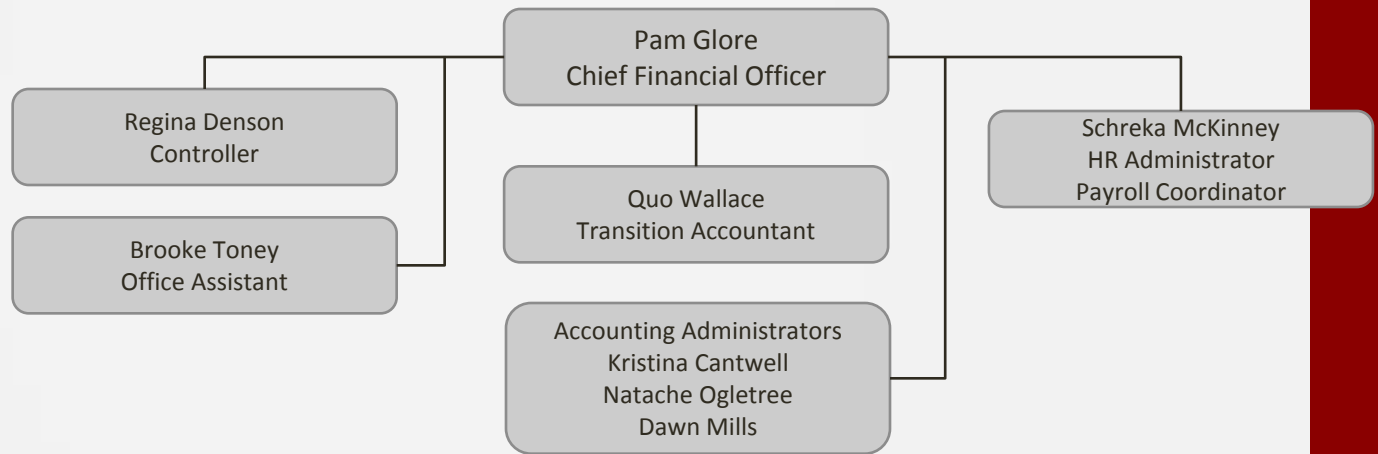 Pam Glore
Chief Financial Officer
Regina Denson
Controller
Schreka McKinney
HR Administrator
Payroll Coordinator
Quo Wallace
Transition Accountant
Brooke Toney
Office Assistant
Accounting Administrators
Kristina Cantwell
Natache Ogletree
Dawn Mills